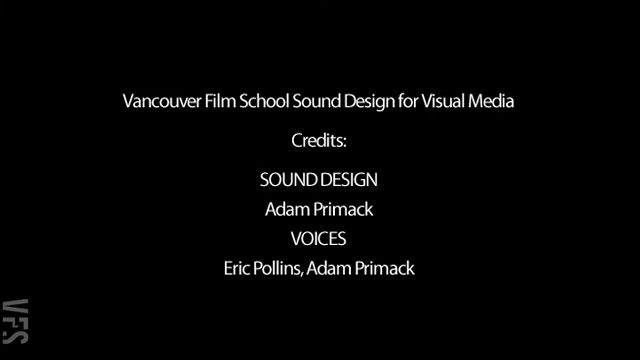 Vancouver Film School Sound Design for Visual Media
Credits:
SOUND DESIGN
Adam Primack
VOICES
Eric Pollins, Adam Primack
VFS